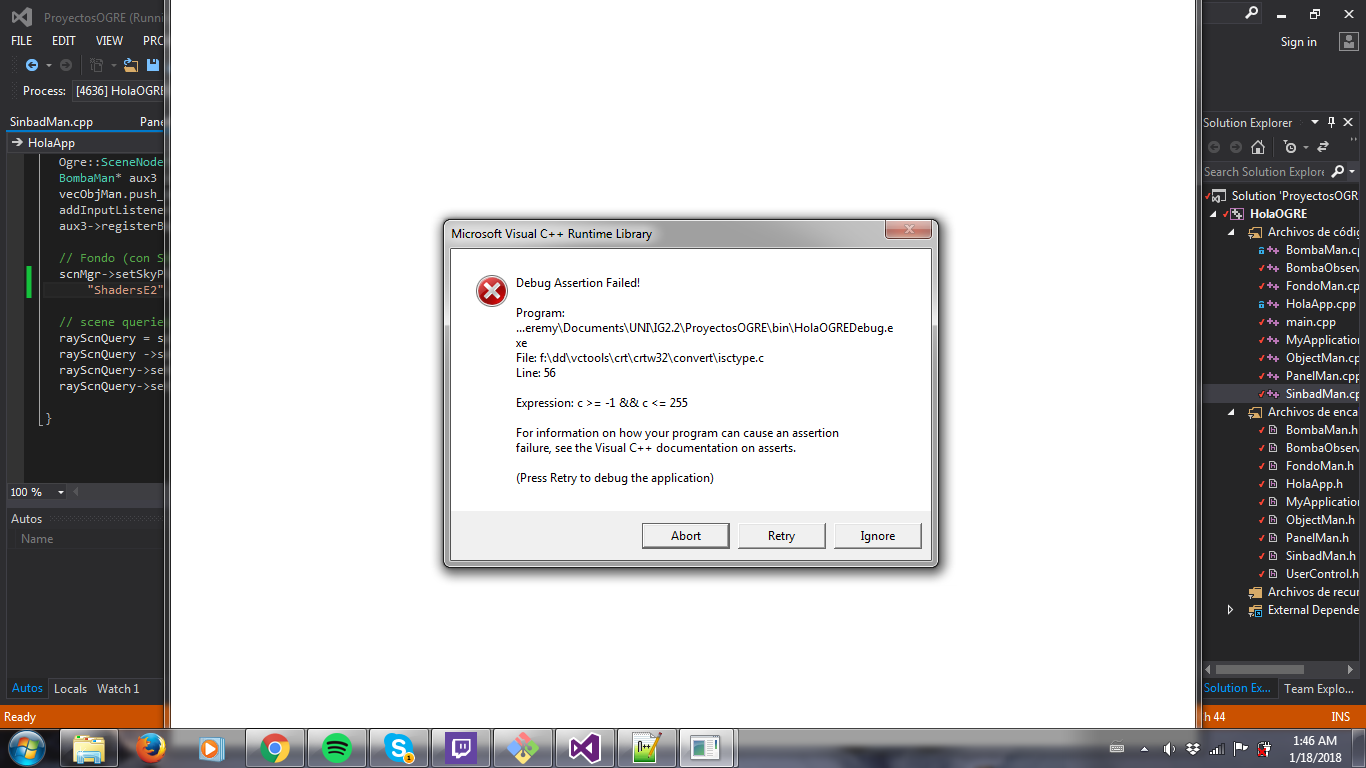 ProyectosOGRE (Runni
FILE EDIT VIEW PRO
Sign in
Process: [4636] HolaOGRE
SinbadMan.cpp Pane
HolaApp
Ogre::SceneNode
BombaMan* aux3
vecObjMan.push_
addInputListene
aux3->registerB
// Fondo (con S
scnMgr->setSkyP
"ShadersE2"
// scene querie
rayScnQuery = s
rayScnQuery ->se
rayScnQuery->se
rayScnQuery->se
}
100 %
Autos
Name
Autos Locals Watch 1
Ready
Microsoft Visual C++ Runtime Library
Debug Assertion Failed!
Program:
...eremy\Documents\UNI\IG2.2\ProyectosOGRE\bin\HolaOGREDebug.e
xe
File: f:\dd\vctools\crt\crtw32\convert\isctype.c
Line: 56
Expression: c >= -1 && c <= 255
For information on how your program can cause an assertion
failure, see the Visual C++ documentation on asserts.
(Press Retry to debug the application)
Abort Retry Ignore
Solution Explorer
Search Solution Explore
Solution 'ProyectosOGR
HolaOGRE
Archivos de códig
BombaMan.cp
BombaObserv
FondoMan.cp
HolaApp.cpp
main.cpp
MyApplication
ObjectMan.cp
PanelMan.cpp
SinbadMan.cp
Archivos de enca
BombaMan.h
BombaObserv
FondoMan.h
HolaApp.h
MyApplication
ObjectMan.h
PanelMan.h
SinbadMan.h
UserControl.h
Archivos de recur
External Depende
Solution Ex... Team Explo...
h 44 INS
1
n++
1:46 AM
1/18/2018